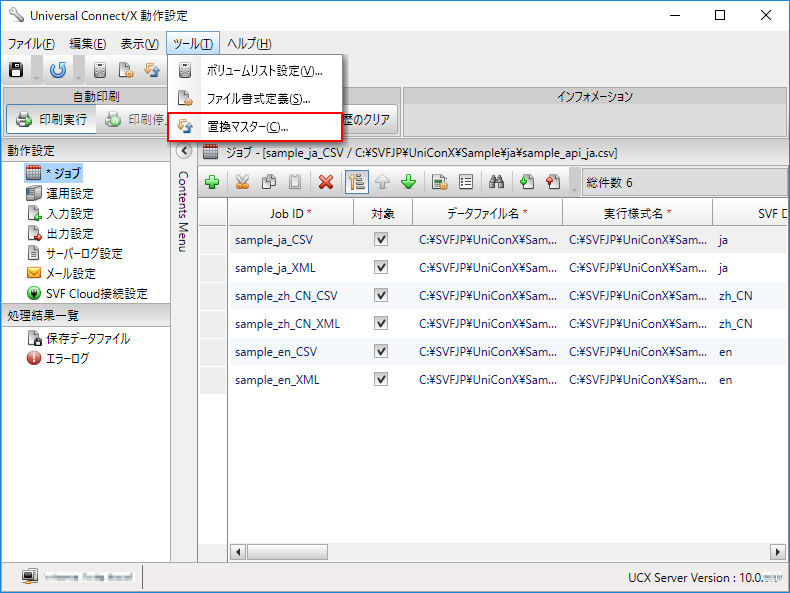 Universal Connect/X 動作設定
ファイル(F) 編集(E) 表示(V) ツール(T) ヘルプ(H)
ボリュームリスト設定(V)...
ファイル書式定義(S)...
置換マスター(C)...
自動印刷
印刷実行 印刷停
歴のクリア
インフォメーション
動作設定
* ジョブ
運用設定
入力設定
出力設定
サーバーログ設定
メール設定
SVF Cloud接続設定
処理結果一覧
保存データファイル
エラーログ
Contents Menu
ジョブ - [sample_ja_CSV / C:¥SVFJP¥UniConX¥Sample¥ja¥sample_api_ja.csv]
総件数 6
Job ID * 対象 データファイル名 * 実行様式名 * SVF D
sample_ja_CSV C:¥SVFJP¥UniConX¥Sam... C:¥SVFJP¥UniConX¥Sam... ja
sample_ja_XML C:¥SVFJP¥UniConX¥Sam... C:¥SVFJP¥UniConX¥Sam... ja
sample_zh_CN_CSV C:¥SVFJP¥UniConX¥Sam... C:¥SVFJP¥UniConX¥Sam... zh_CN
sample_zh_CN_XML C:¥SVFJP¥UniConX¥Sam... C:¥SVFJP¥UniConX¥Sam... zh_CN
sample_en_CSV C:¥SVFJP¥UniConX¥Sam... C:¥SVFJP¥UniConX¥Sam... en
sample_en_XML C:¥SVFJP¥UniConX¥Sam... C:¥SVFJP¥UniConX¥Sam... en
UCX Server Version : 10.0.